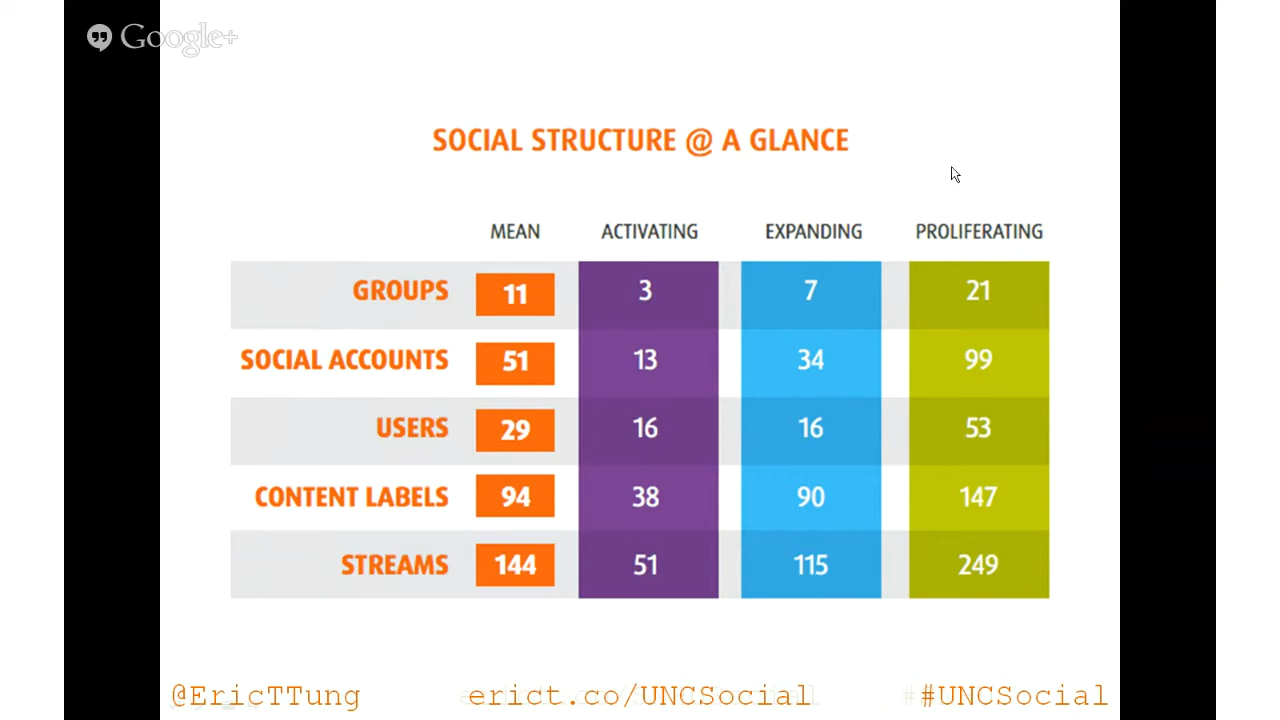 Google+
SOCIAL STRUCTURE @ A GLANCE
MEAN ACTIVATING EXPANDING PROLIFERATING
GROUPS 11 3 7 21
SOCIAL ACCOUNTS 51 13 34 99
USERS 29 16 16 53
CONTENT LABELS 94 38 90 147
STREAMS 144 51 115 249
@EricTTung erict.co/UNCSocial ##UNCSocial